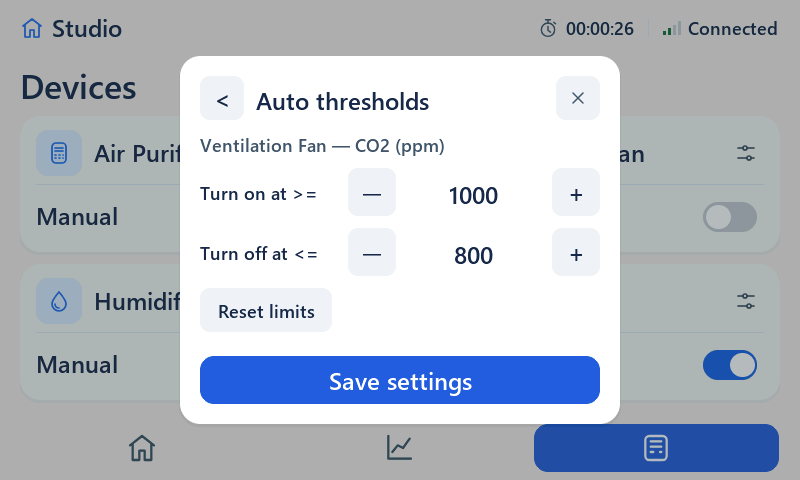 Studio
00:00:26
Connected
Devices
Air Purif
an
Manual
Humidif
Manual
< Auto thresholds ×
Ventilation Fan — CO2 (ppm)
Turn on at >= — 1000 +
Turn off at <= — 800 +
Reset limits
Save settings